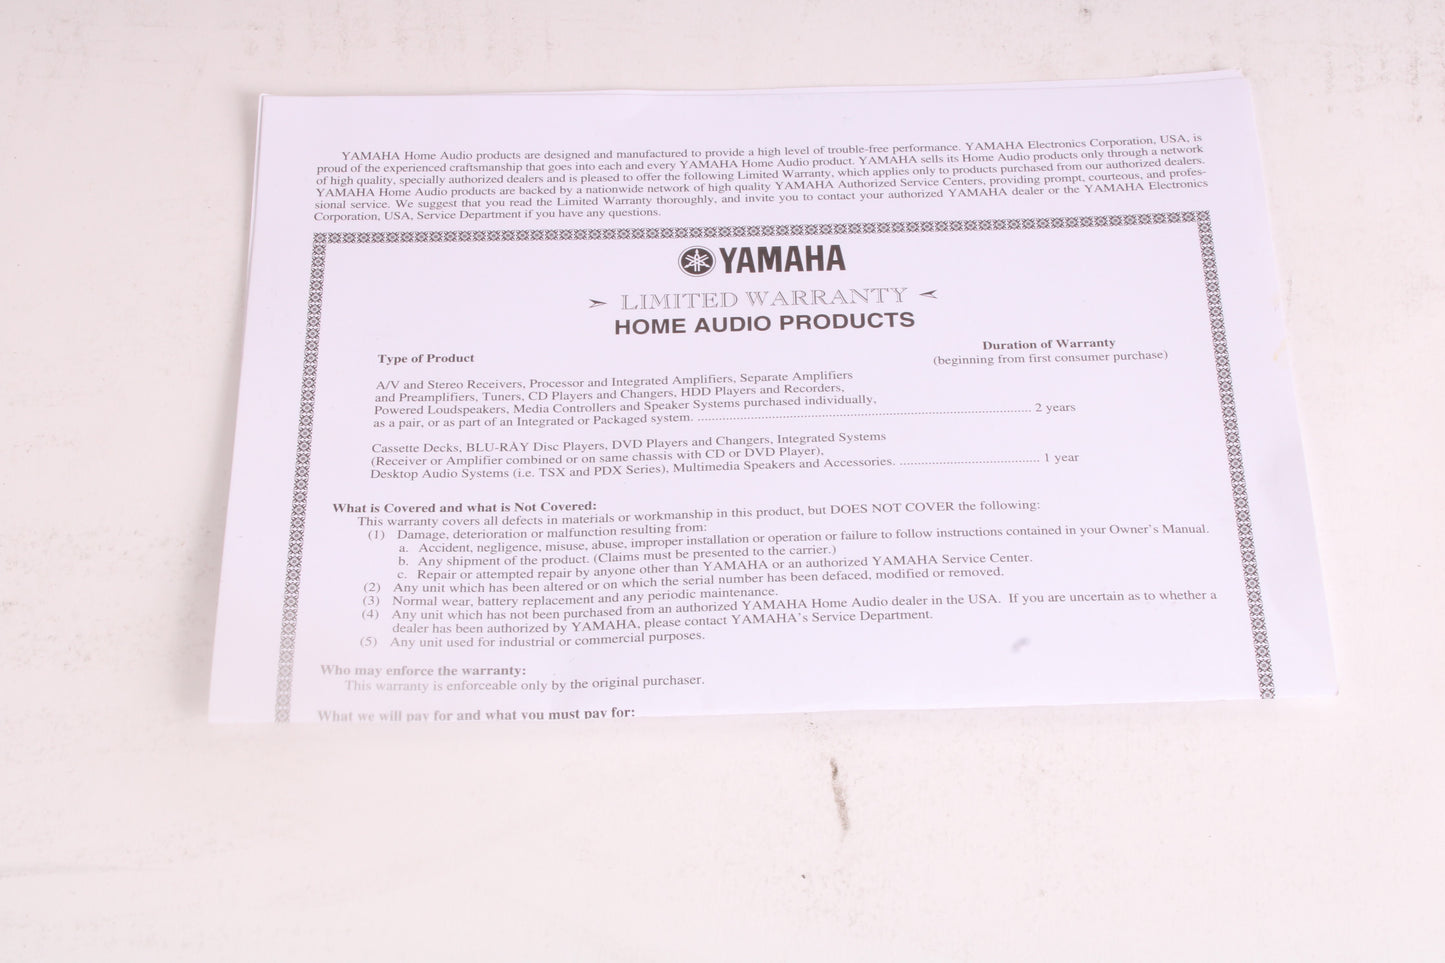 YAMAHA Home Audio products are designed and manufactured to provide a high level of trouble-free performance. YAMAHA Electronics Corporation, USA, is
proud of the experienced craftsmanship that goes into each and every YAMAHA Home Audio product. YAMAHA sells its Home Audio products only through a network
of high quality, specially authorized dealers and is pleased to offer the following Limited Warranty, which applies only to products purchased from our authorized dealers.
YAMAHA Home Audio products are backed by a nationwide network of high quality YAMAHA Authorized Service Centers, providing prompt, courteous, and profes-
sional service. We suggest that you read the Limited Warranty thoroughly, and invite you to contact your authorized YAMAHA dealer or the YAMAHA Electronics
Corporation, USA, Service Department if you have any questions.
YAMAHA
LIMITED WARRANTY
HOME AUDIO PRODUCTS
Type of Product
Duration of Warranty
(beginning from first consumer purchase)
A/V and Stereo Receivers, Processor and Integrated Amplifiers, Separate Amplifiers
and Preamplifiers, Tuners, CD Players and Changers, HDD Players and Recorders,
Powered Loudspeakers, Media Controllers and Speaker Systems purchased individually,
as a pair, or as part of an Integrated or Packaged system. .......... 2 years
Cassette Decks, BLU-RAY Disc Players, DVD Players and Changers, Integrated Systems
(Receiver or Amplifier combined or on same chassis with CD or DVD Player),
Desktop Audio Systems (i.e. TSX and PDX Series), Multimedia Speakers and Accessories. .......... 1 year
What is Covered and what is Not Covered:
This warranty covers all defects in materials or workmanship in this product, but DOES NOT COVER the following:
(1) Damage, deterioration or malfunction resulting from:
a. Accident, negligence, misuse, abuse, improper installation or operation or failure to follow instructions contained in your Owner's Manual.
b. Any shipment of the product. (Claims must be presented to the carrier.)
c. Repair or attempted repair by anyone other than YAMAHA or an authorized YAMAHA Service Center.
(2) Any unit which has been altered or on which the serial number has been defaced, modified or removed.
(3) Normal wear, battery replacement and any periodic maintenance.
(4) Any unit which has not been purchased from an authorized YAMAHA Home Audio dealer in the USA. If you are uncertain as to whether a
dealer has been authorized by YAMAHA, please contact YAMAHA's Service Department.
(5) Any unit used for industrial or commercial purposes.
Who may enforce the warranty:
This warranty is enforceable only by the original purchaser.
What we will pay for and what you must pay for: